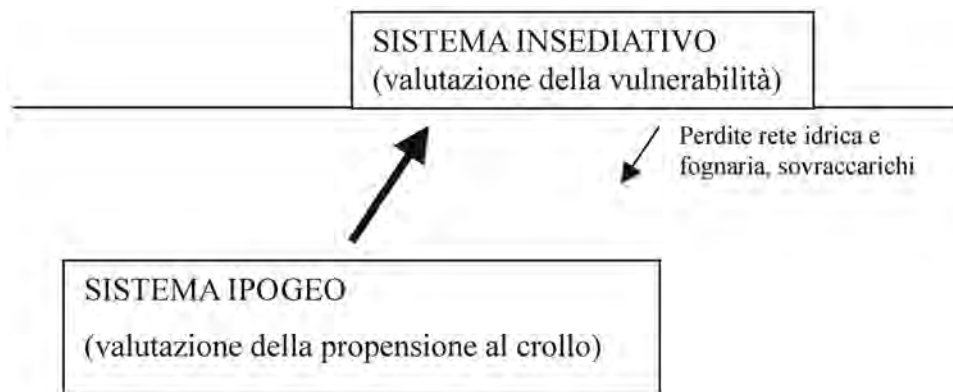 SISTEMA INSEDIATIVO
(valutazione della vulnerabilità)
Perdite rete idrica e
fognaria, sovraccarichi
SISTEMA IPOGEO
(valutazione della propensione al crollo)